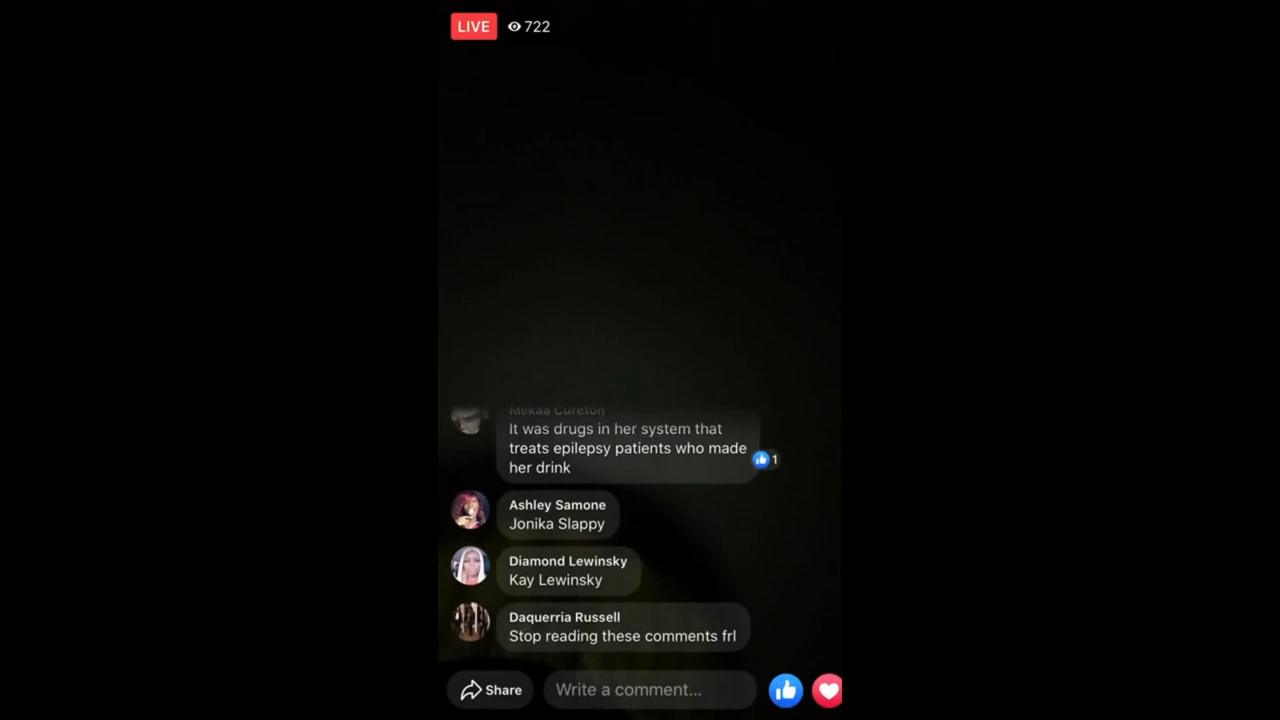 LIVE 722
Mekaa Cureton
It was drugs in her system that
treats epilepsy patients who made
her drink
1
Ashley Samone
Jonika Slappy
Diamond Lewinsky
Kay Lewinsky
Daquerria Russell
Stop reading these comments frl
Share Write a comment...